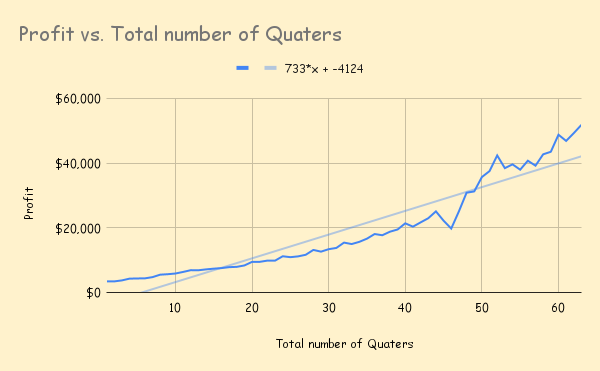 Profit vs. Total number of Quaters
733*x + -4124
$60,000
$40,000
$20,000
$0
Profit
10
20
30
40
50
60
Total number of Quaters